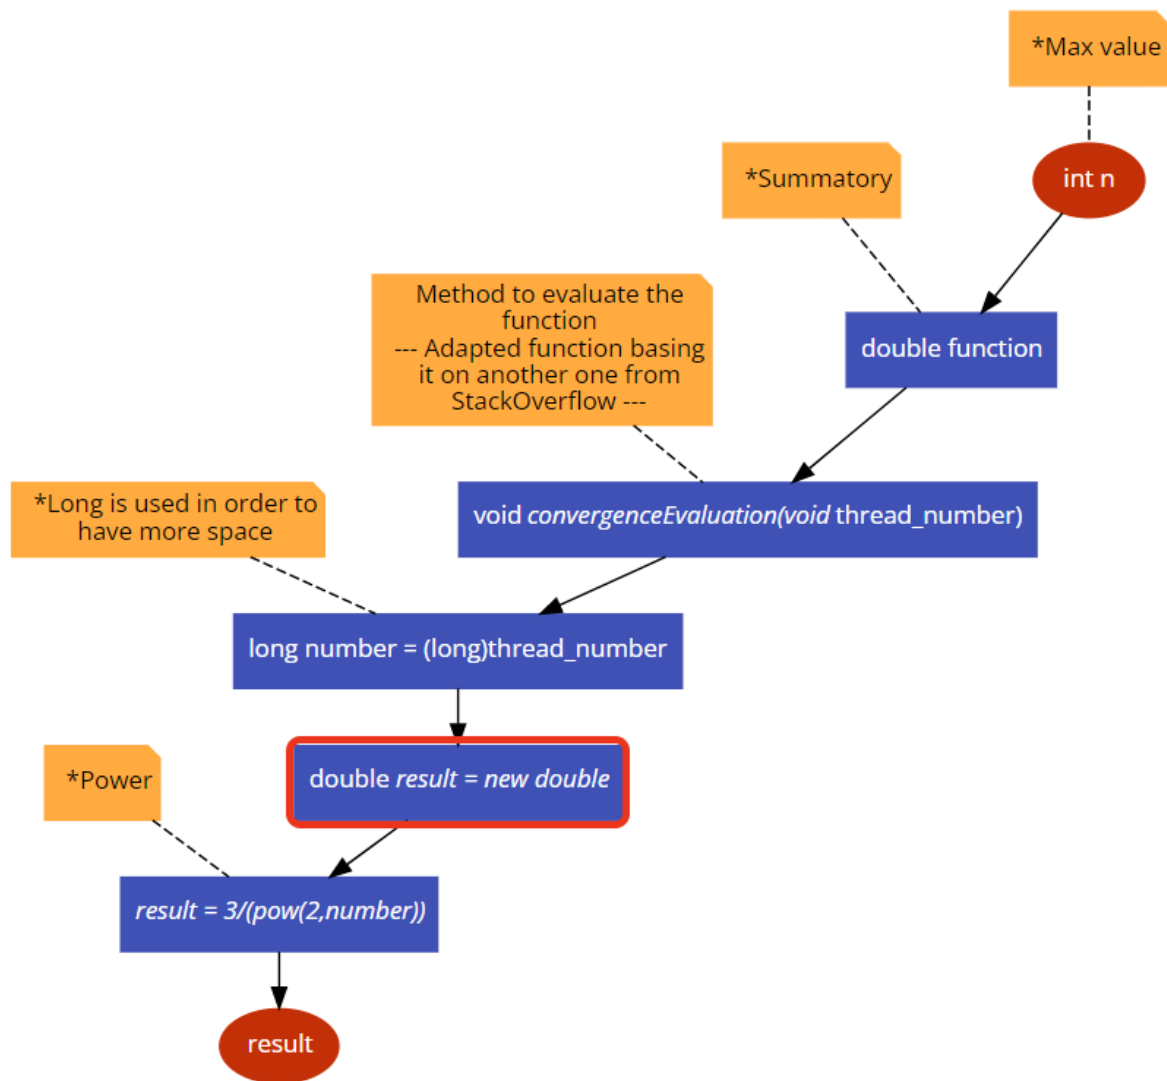 *Max value
int n
*Summatory
double function
Method to evaluate the
function
--- Adapted function basing
it on another one from
StackOverflow ---
void convergenceEvaluation(void thread_number)
*Long is used in order to
have more space
long number = (long)thread_number
double result = new double
*Power
result = 3/(pow(2,number))
result